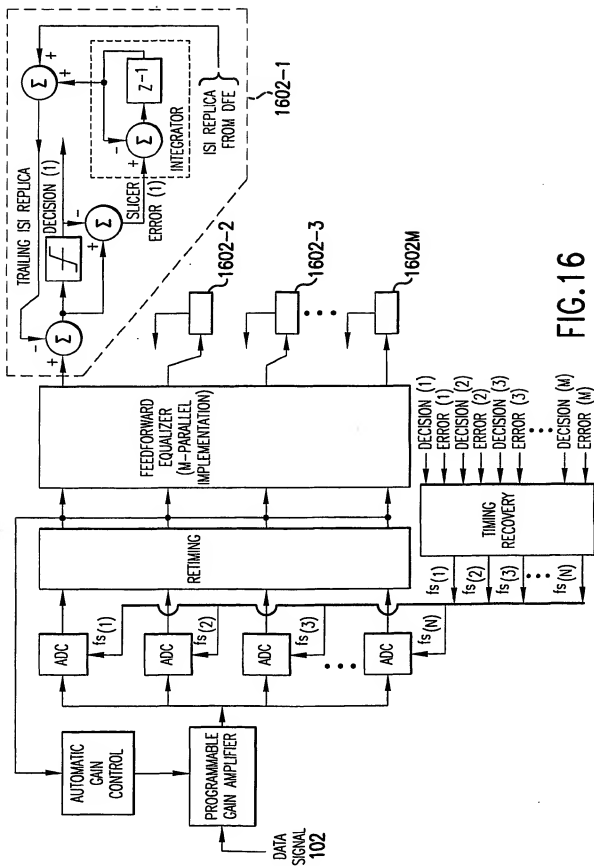 DATA
SIGNAL
102
PROGRAMMABLE
GAIN AMPLIFIER
AUTOMATIC
GAIN
CONTROL
ADC
fs(1)
ADC
fs(2)
ADC
fs(3)
ADC
fs(N)
RETIMING
FEEDFORWARD
EQUALIZER
(M-PARALLEL
IMPLEMENTATION)
TRAILING ISI REPLICA
DECISION (1)
Σ
+
-
Σ
+
-
SLICER
ERROR (1)
Σ
+
-
Z-1
INTEGRATOR
Σ
+
+
ISI REPLICA
FROM DFE
1602-1
1602-2
1602-3
1602M
TIMING
RECOVERY
fs(1)
fs(2)
fs(3)
fs(N)
DECISION (1)
ERROR (1)
DECISION (2)
ERROR (2)
DECISION (3)
ERROR (3)
DECISION (M)
ERROR (M)
FIG.16